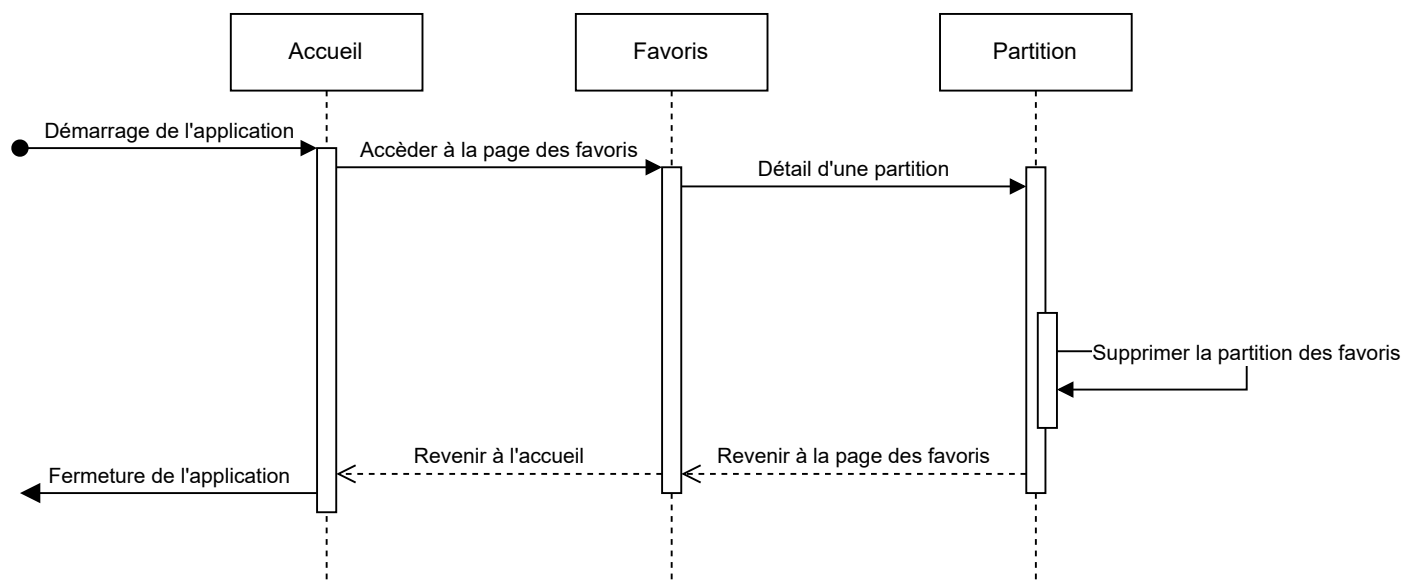 Accueil
Favoris
Partition
Démarrage de l'application
Accèder à la page des favoris
Détail d'une partition
Supprimer la partition des favoris
Revenir à l'accueil
Revenir à la page des favoris
Fermeture de l'application